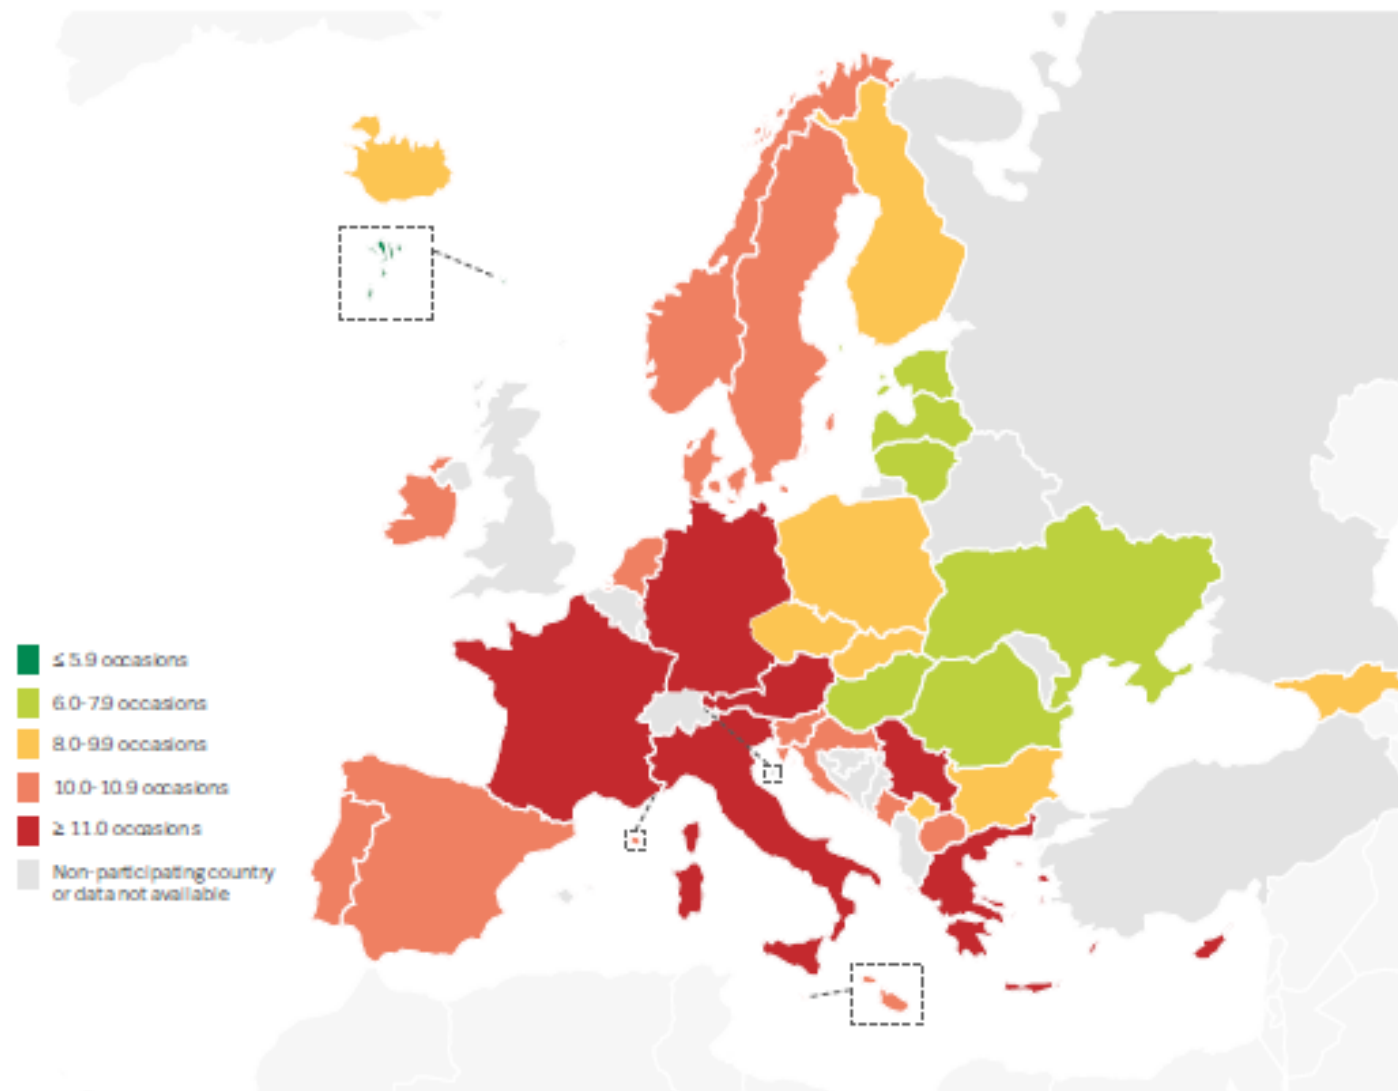 ≤ 5.9 occasions
6.0-7.9 occasions
8.0-9.9 occasions
10.0-10.9 occasions
≥ 11.0 occasions
Non-participating country
or data not available